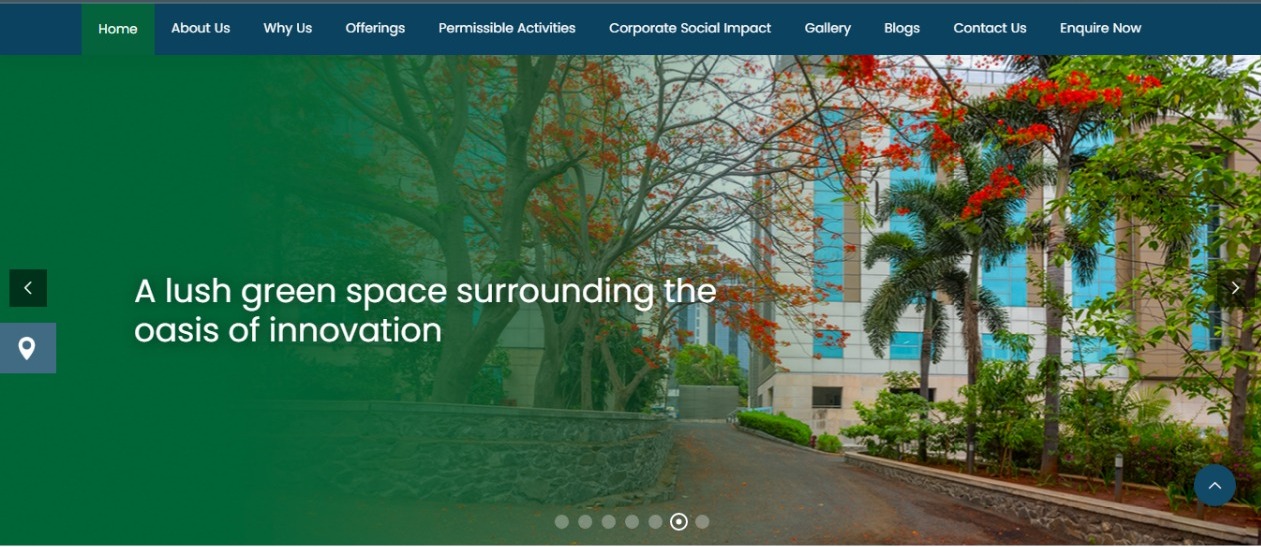 Home About Us Why Us Offerings Permissible Activities Corporate Social Impact Gallery Blogs Contact Us Enquire Now
A lush green space surrounding the
oasis of innovation